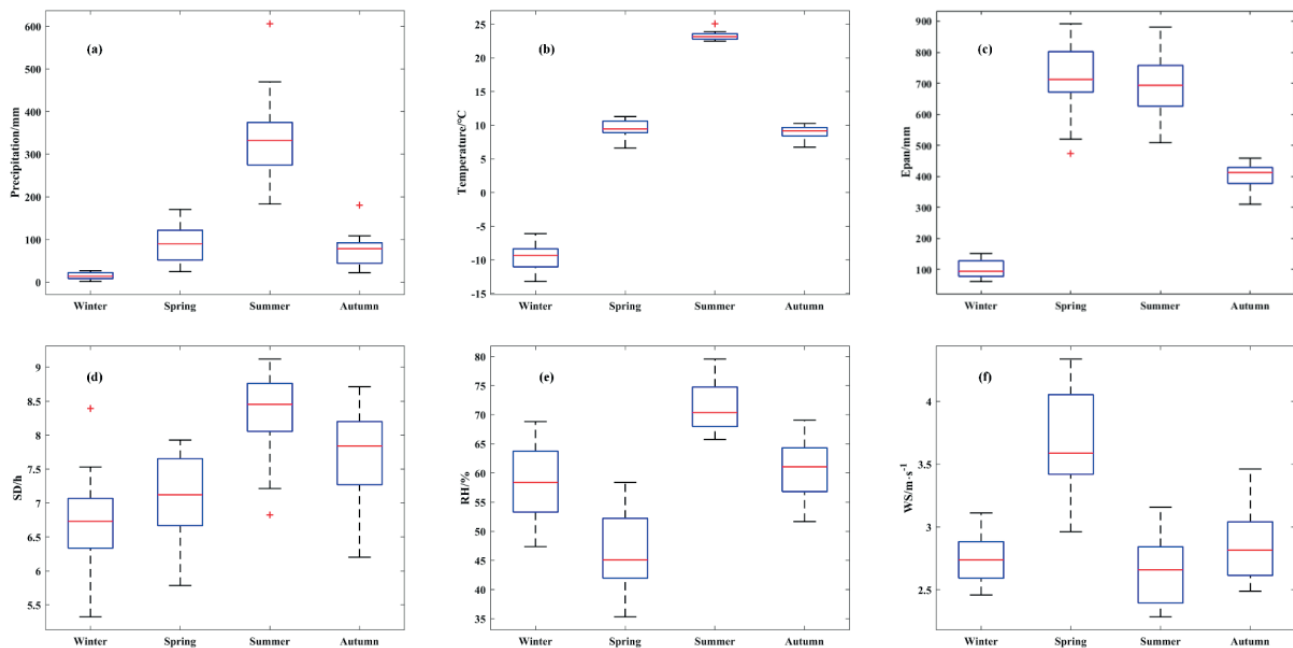 (a)
Precipitation/mm
600
500
400
300
200
100
0
Winter Spring Summer Autumn
(b)
Temperature/°C
25
20
15
10
5
0
-5
-10
-15
Winter Spring Summer Autumn
(c)
Epan/mm
900
800
700
600
500
400
300
200
100
Winter Spring Summer Autumn
(d)
SD/h
9
8.5
8
7.5
7
6.5
6
5.5
Winter Spring Summer Autumn
(e)
RH/%
80
75
70
65
60
55
50
45
40
35
Winter Spring Summer Autumn
(f)
WS/m·s⁻¹
4
3.5
3
2.5
Winter Spring Summer Autumn